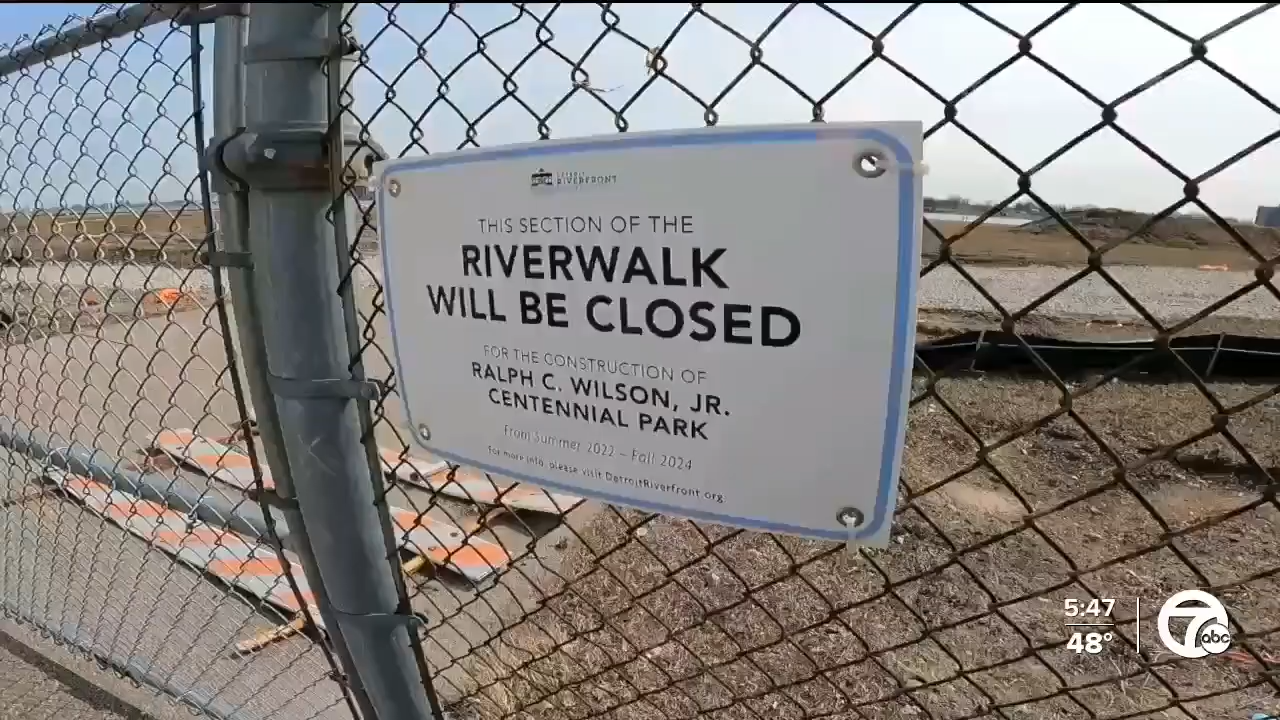 RIVERFRONT
THIS SECTION OF THE
RIVERWALK
WILL BE CLOSED
FOR THE CONSTRUCTION OF
RALPH C. WILSON, JR.
CENTENNIAL PARK
From Summer 2022 – Fall 2024
For more info, please visit DetroitRiverfront.org.
5:47
48°
7 abc